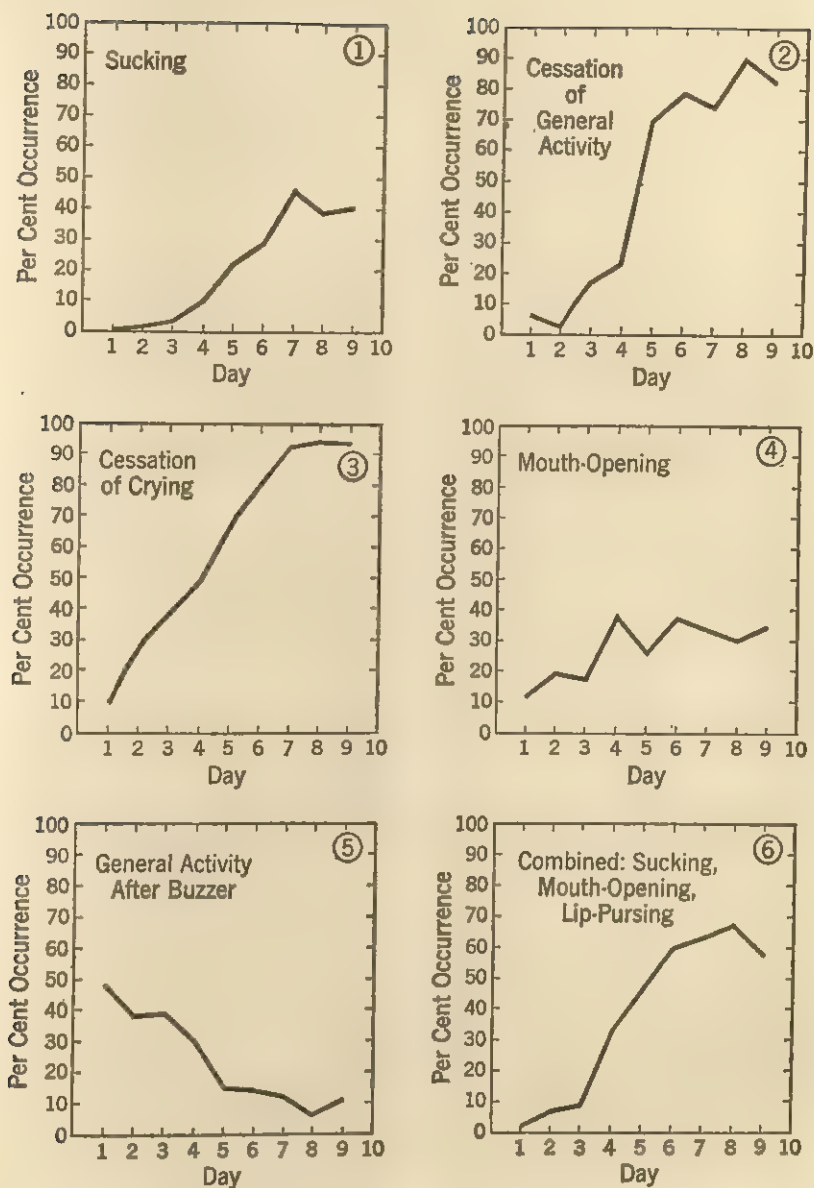 Per Cent Occurrence
100
90
80
70
60
50
40
30
20
10
0
Sucking
①
1 2 3 4 5 6 7 8 9 10
Day
Per Cent Occurrence
100
90
80
70
60
50
40
30
20
10
0
Cessation
of
General
Activity
②
1 2 3 4 5 6 7 8 9 10
Day
Per Cent Occurrence
100
90
80
70
60
50
40
30
20
10
0
Cessation
of Crying
③
1 2 3 4 5 6 7 8 9 10
Day
Per Cent Occurrence
100
90
80
70
60
50
40
30
20
10
0
Mouth-Opening
④
1 2 3 4 5 6 7 8 9 10
Day
Per Cent Occurrence
100
90
80
70
60
50
40
30
20
10
0
General Activity
After Buzzer
⑤
1 2 3 4 5 6 7 8 9 10
Day
Per Cent Occurrence
100
90
80
70
60
50
40
30
20
10
0
Combined: Sucking,
Mouth-Opening,
Lip-Pursing
⑥
1 2 3 4 5 6 7 8 9 10
Day